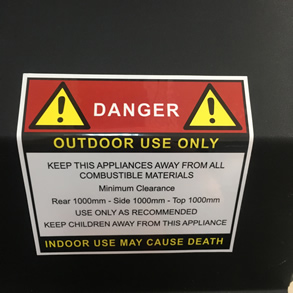 DANGER
OUTDOOR USE ONLY
KEEP THIS APPLIANCES AWAY FROM ALL
COMBUSTIBLE MATERIALS
Minimum Clearance
Rear 1000mm - Side 1000mm - Top 1000mm
USE ONLY AS RECOMMENDED
KEEP CHILDREN AWAY FROM THIS APPLIANCE
INDOOR USE MAY CAUSE DEATH